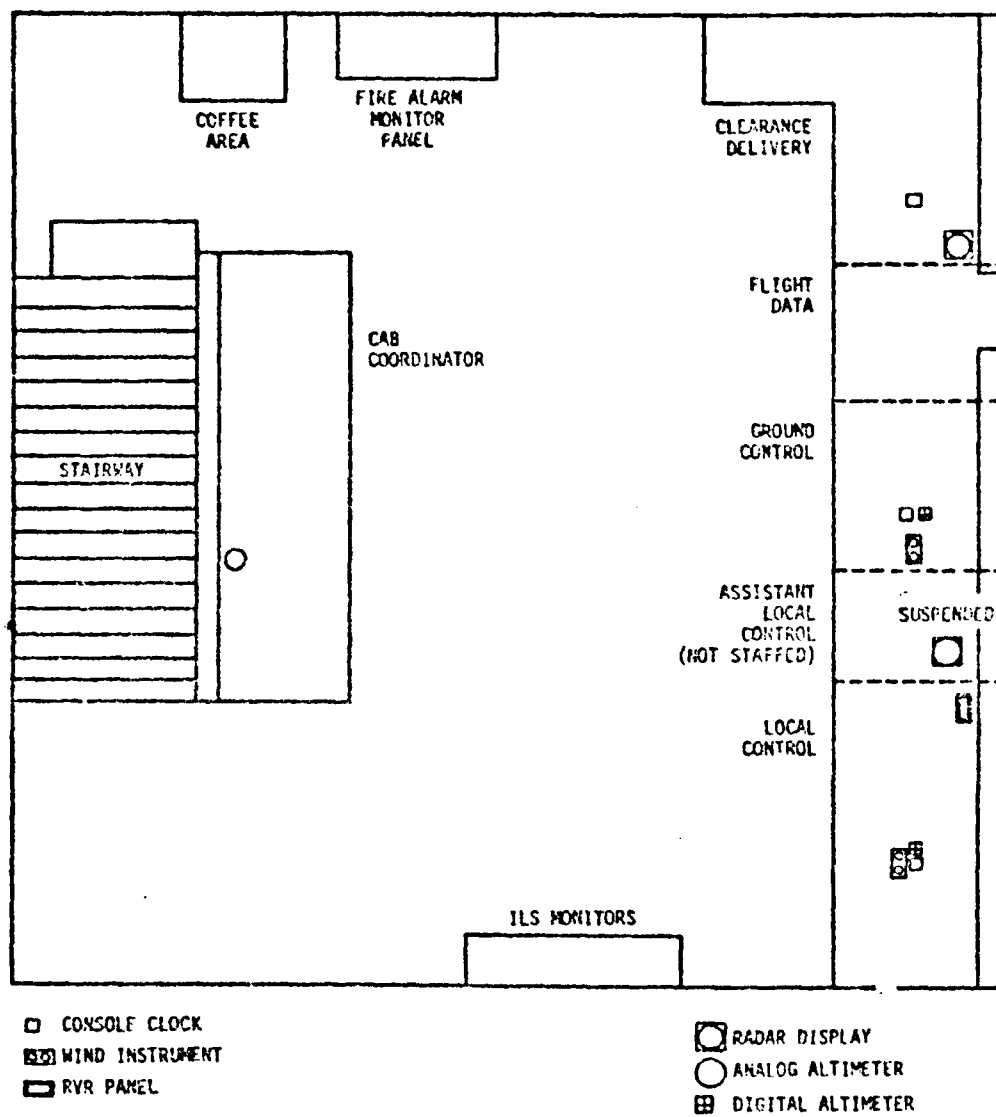 COFFEE
AREA
FIRE ALARM
MONITOR
PANEL
CLEARANCE
DELIVERY
FLIGHT
DATA
CAB
COORDINATOR
GROUND
CONTROL
STAIRWAY
ASSISTANT
LOCAL
CONTROL
(NOT STAFFED)
SUSPENDED
LOCAL
CONTROL
ILS MONITORS
CONSOLE CLOCK
WIND INSTRUMENT
RVR PANEL
RADAR DISPLAY
ANALOG ALTIMETER
DIGITAL ALTIMETER